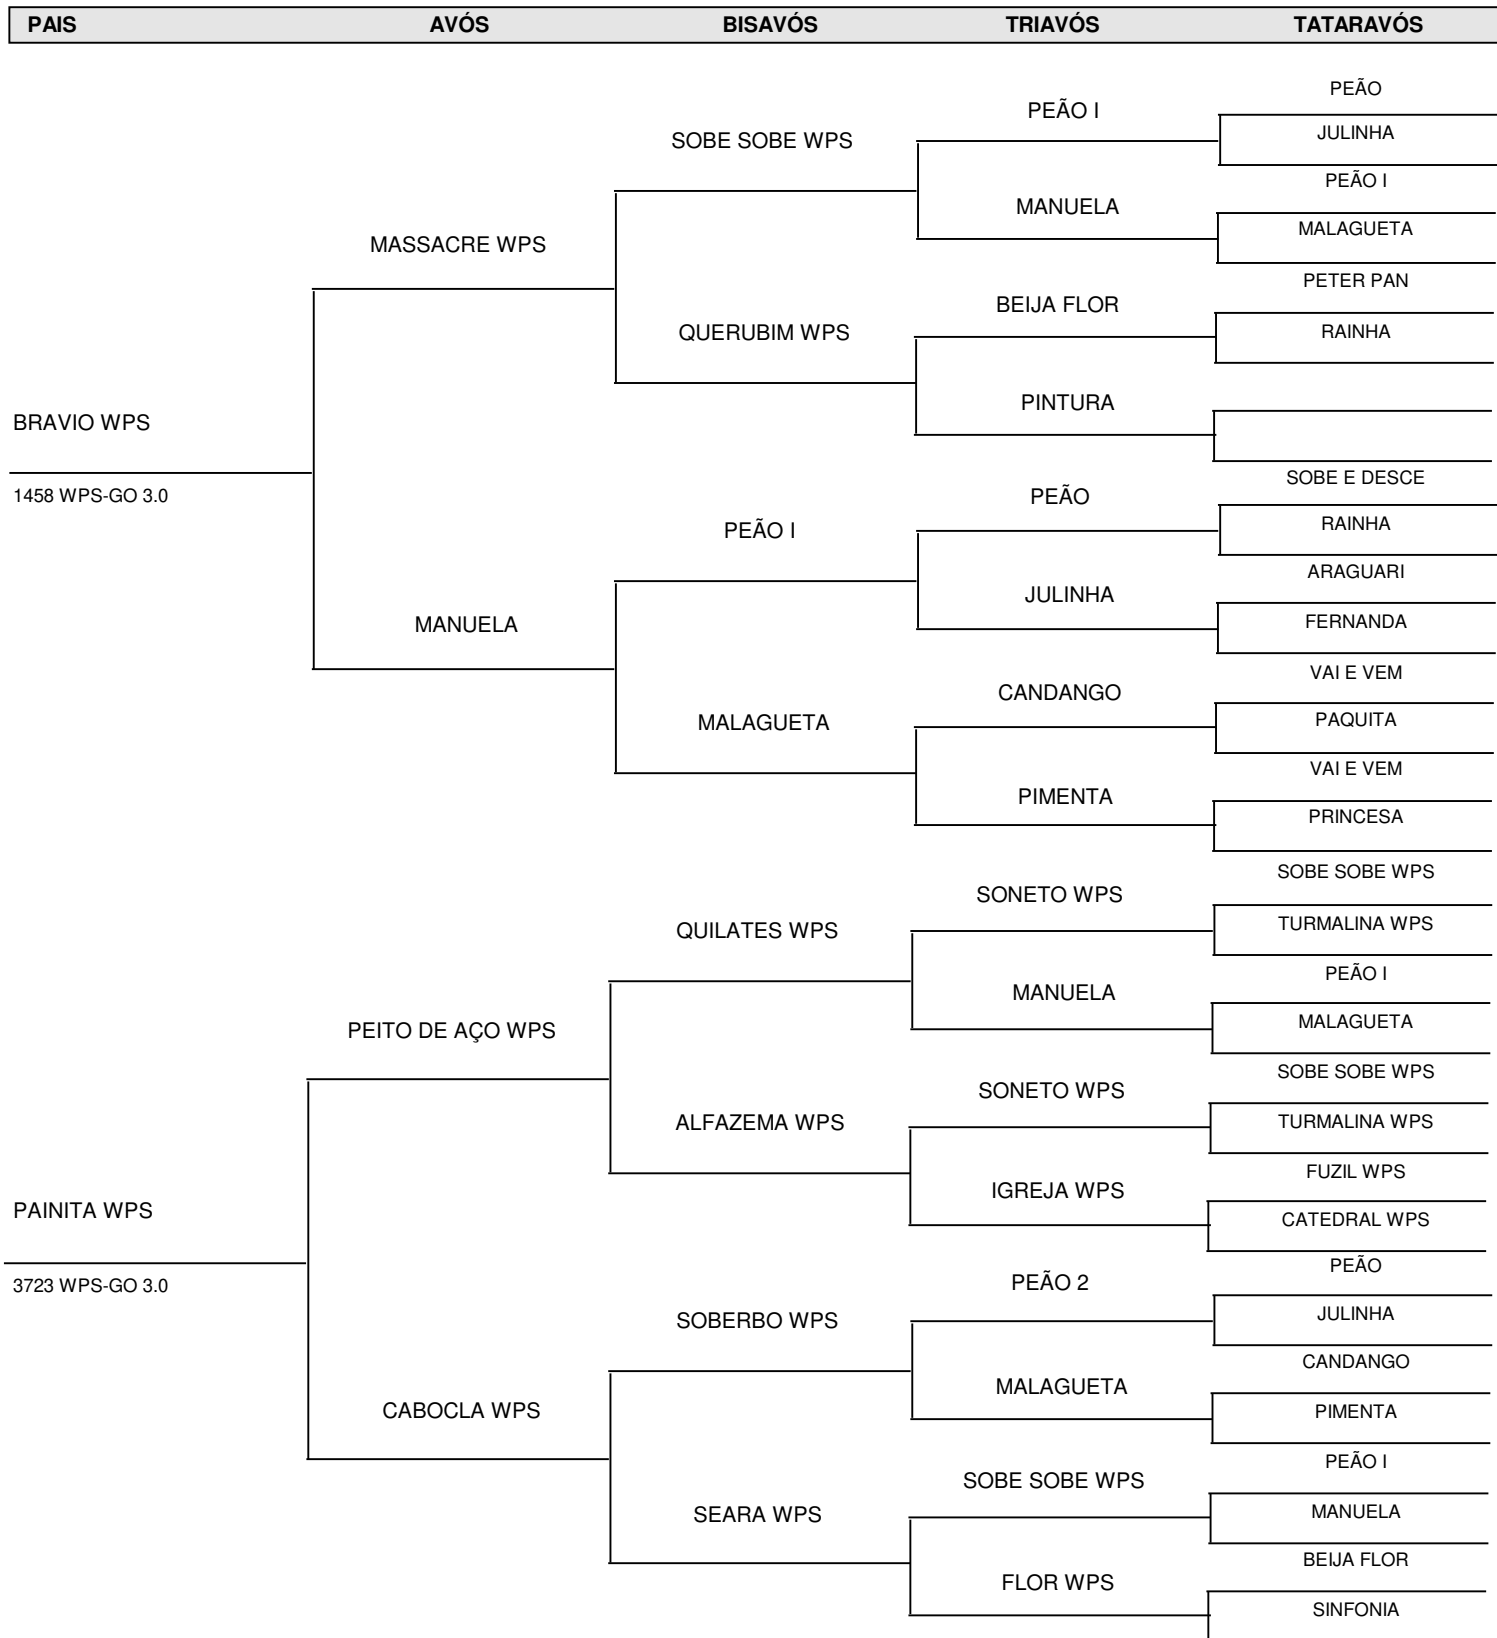 PAIS AVÓS BISAVÓS TRIAVÓS TATARAVÓS
PEÃO
PEÃO I
JULINHA
SOBE SOBE WPS
PEÃO I
MANUELA
MALAGUETA
MASSACRE WPS
PETER PAN
BEIJA FLOR
RAINHA
QUERUBIM WPS
PINTURA
BRAVIO WPS
SOBE E DESCE
1458 WPS-GO 3.0
PEÃO
RAINHA
PEÃO I
ARAGUARI
JULINHA
FERNANDA
MANUELA
VAI E VEM
CANDANGO
PAQUITA
MALAGUETA
VAI E VEM
PIMENTA
PRINCESA
SOBE SOBE WPS
SONETO WPS
TURMALINA WPS
QUILATES WPS
PEÃO I
MANUELA
MALAGUETA
PEITO DE AÇO WPS
SOBE SOBE WPS
SONETO WPS
TURMALINA WPS
ALFAZEMA WPS
FUZIL WPS
IGREJA WPS
PAINITA WPS
CATEDRAL WPS
PEÃO
3723 WPS-GO 3.0
PEÃO 2
JULINHA
SOBERBO WPS
CANDANGO
MALAGUETA
CABOCLA WPS
PIMENTA
PEÃO I
SOBE SOBE WPS
MANUELA
SEARA WPS
BEIJA FLOR
FLOR WPS
SINFONIA